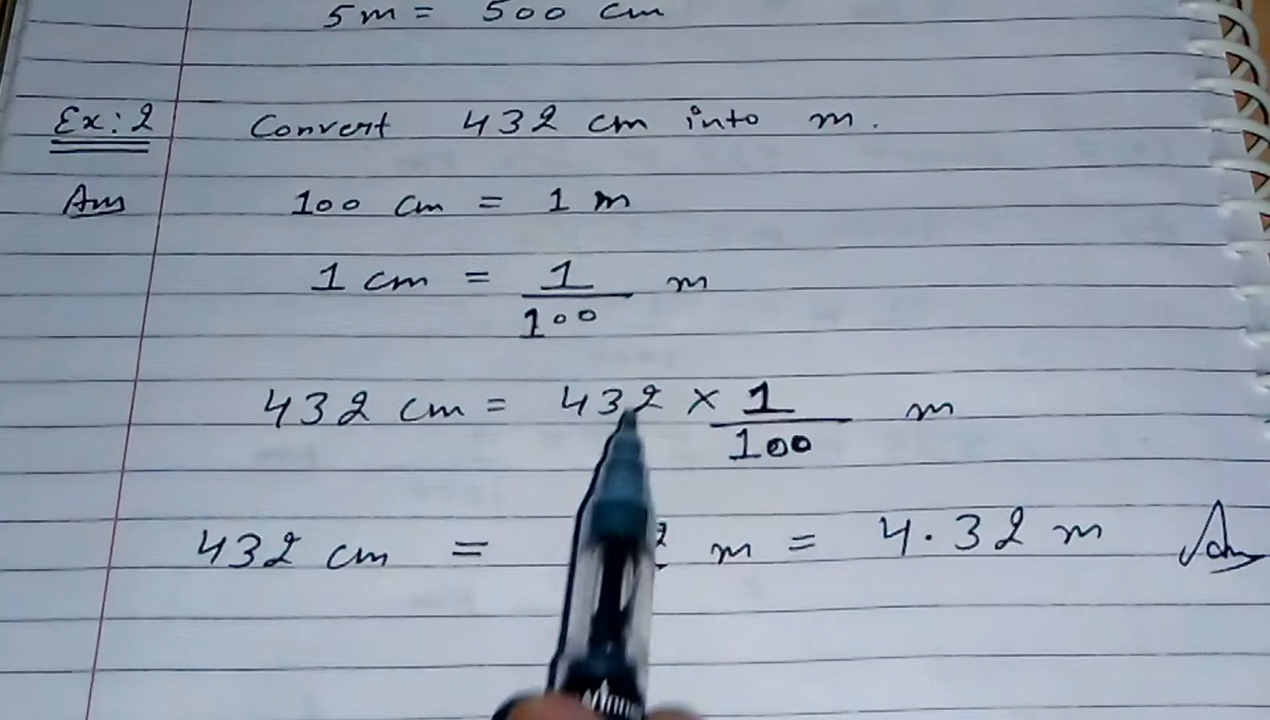 5m = 500 cm
Ex:2 Convert 432 cm into m.
Ans 100 cm = 1 m
1 cm = 1/100 m
432 cm = 432 × 1/100 m
432 cm = m = 4.32 m Ans